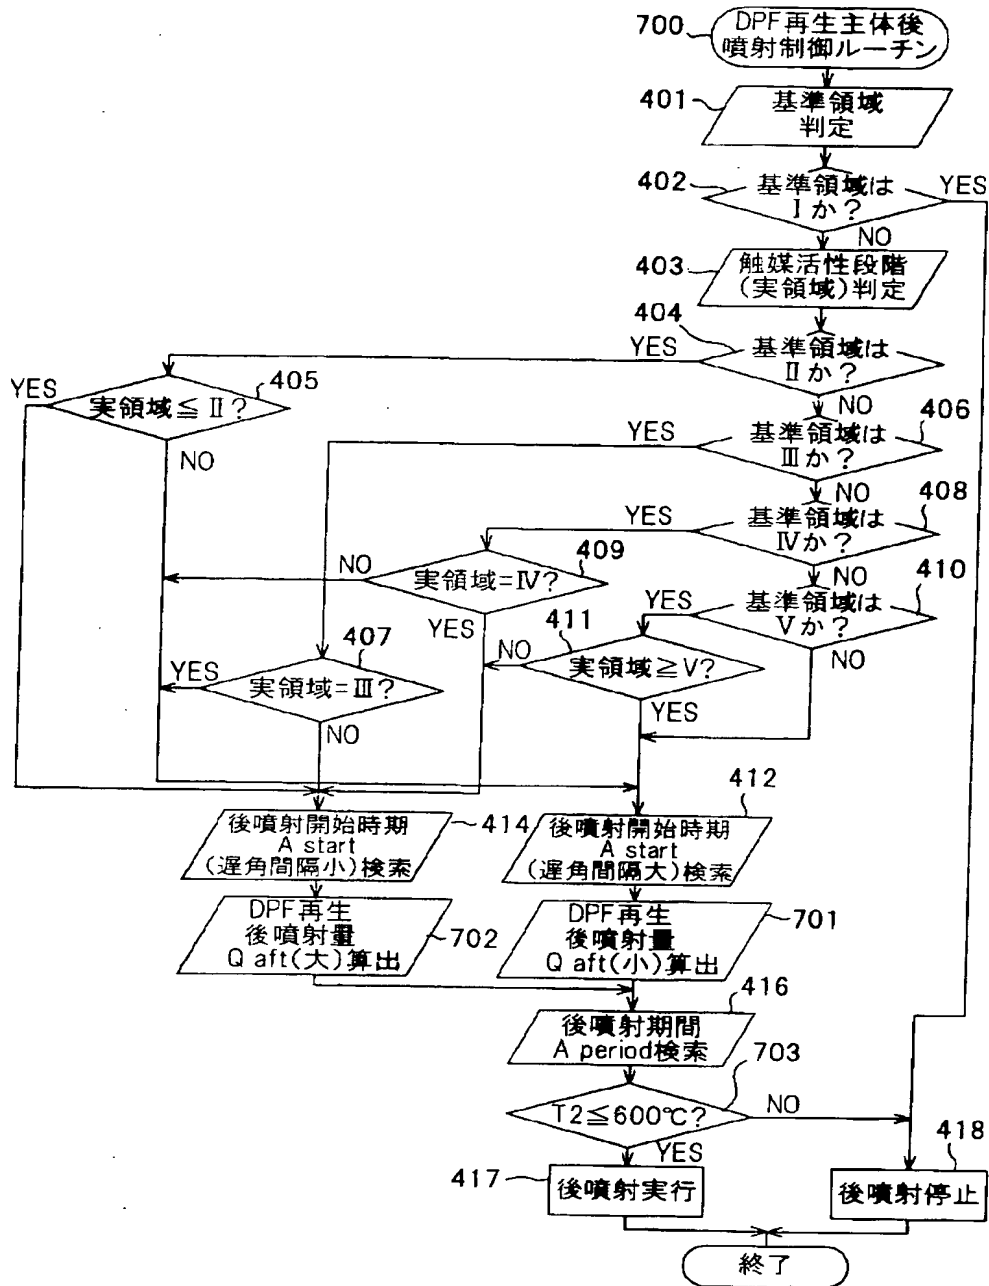 700
DPF再生主体後
噴射制御ルーチン
401
基準領域
判定
402
基準領域は
Ⅰか?
YES
NO
403
触媒活性段階
(実領域)判定
404
YES
基準領域は
Ⅱか?
NO
YES
405
実領域≦Ⅱ?
NO
YES
406
基準領域は
Ⅲか?
NO
YES
408
基準領域は
Ⅳか?
NO
NO
409
実領域=Ⅳ?
YES
410
YES
基準領域は
Ⅴか?
NO
411
NO
実領域≧Ⅴ?
YES
407
YES
実領域=Ⅲ?
NO
414
後噴射開始時期
A start
(遅角間隔小)検索
412
後噴射開始時期
A start
(遅角間隔大)検索
702
DPF再生
後噴射量
Q aft(大)算出
701
DPF再生
後噴射量
Q aft(小)算出
416
後噴射期間
A period検索
703
T2≦600℃?
NO
YES
417
後噴射実行
418
後噴射停止
終了